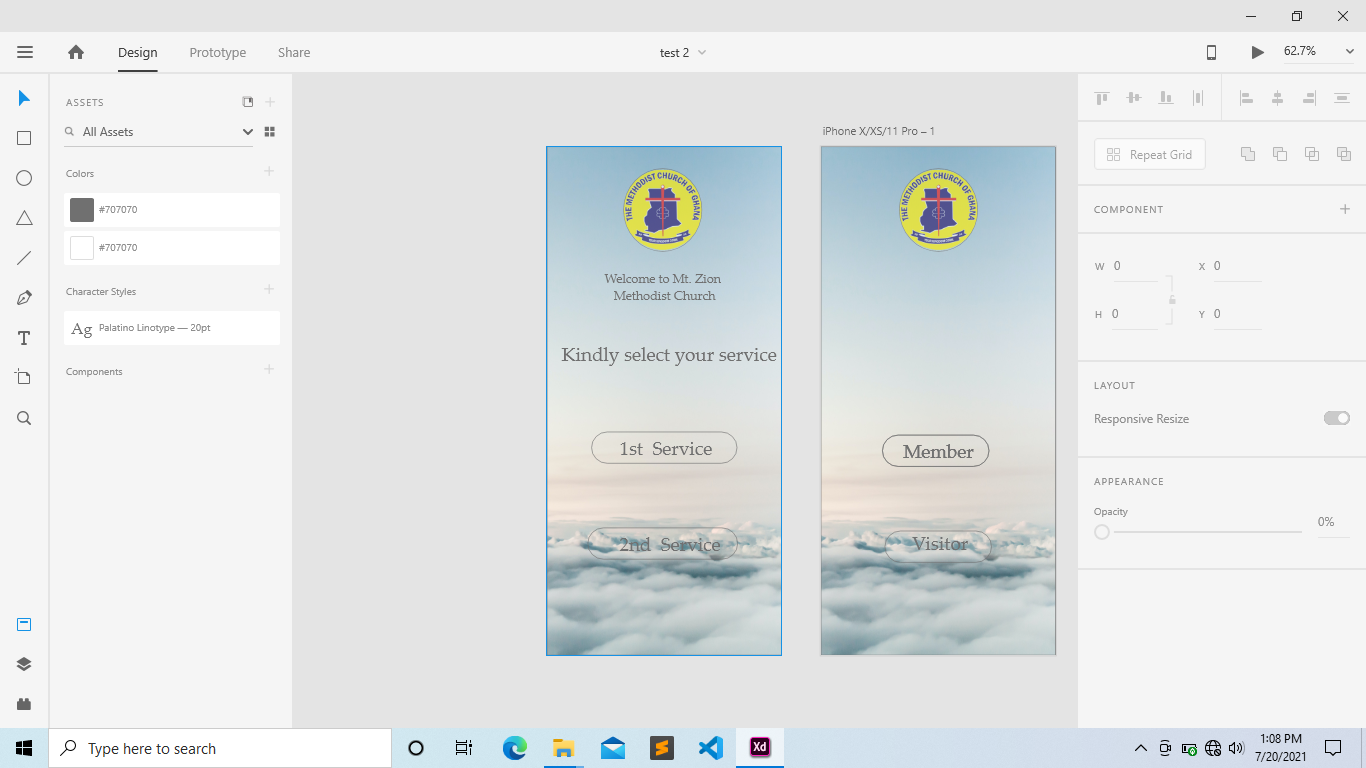 Design
Prototype
Share
test 2
62.7%
ASSETS
All Assets
Colors
#707070
#707070
Character Styles
Ag
Palatino Linotype — 20pt
Components
THE METHODIST CHURCH OF GHANA
Welcome to Mt. Zion
Methodist Church
Kindly select your service
1st Service
2nd Service
iPhone X/XS/11 Pro – 1
THE METHODIST CHURCH OF GHANA
Member
Visitor
Repeat Grid
COMPONENT
W 0
X 0
H 0
Y 0
LAYOUT
Responsive Resize
APPEARANCE
Opacity
0%
Type here to search
Xd
1:08 PM
7/20/2021